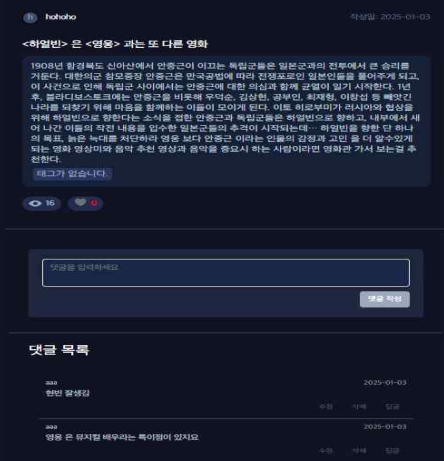 h hohoho 작성일: 2025-01-03
<하얼빈> 은 <영웅> 과는 또 다른 영화
1908년 함경북도 신아산에서 안중근이 이끄는 독립군들은 일본군과의 전투에서 큰 승리를
거둔다. 대한의군 참모중장 안중근은 만국공법에 따라 전쟁포로인 일본인들을 풀어주게 되고,
이 사건으로 인해 독립군 사이에서는 안중근에 대한 의심과 함께 균열이 일기 시작한다. 1년
후, 블라디보스토크에는 안중근을 비롯해 우덕순, 김상현, 공부인, 최재형, 이창섭 등 빼앗긴
나라를 되찾기 위해 마음을 함께하는 이들이 모이게 된다. 이토 히로부미가 러시아와 협상을
위해 하얼빈으로 향한다는 소식을 접한 안중근과 독립군들은 하얼빈으로 향하고, 내부에서 새
어 나간 이들의 작전 내용을 입수한 일본군들의 추격이 시작되는데… 하얼빈을 향한 단 하나
의 목표, 늙은 늑대를 처단하라 영웅 보다 안중근 이라는 인물의 감정과 고민 을 더 알수있게
되는 영화 영상미와 음악 추천 영상과 음악을 중요시 하는 사람이라면 영화관 가서 보는걸 추
천한다.
태그가 없습니다.
16 0
댓글을 입력하세요
댓글 작성
댓글 목록
aaa 2025-01-03
현빈 잘생김
수정 삭제 답글
aaa 2025-01-03
영웅 은 뮤지컬 배우라는 특이점이 있지요
수정 삭제 답글